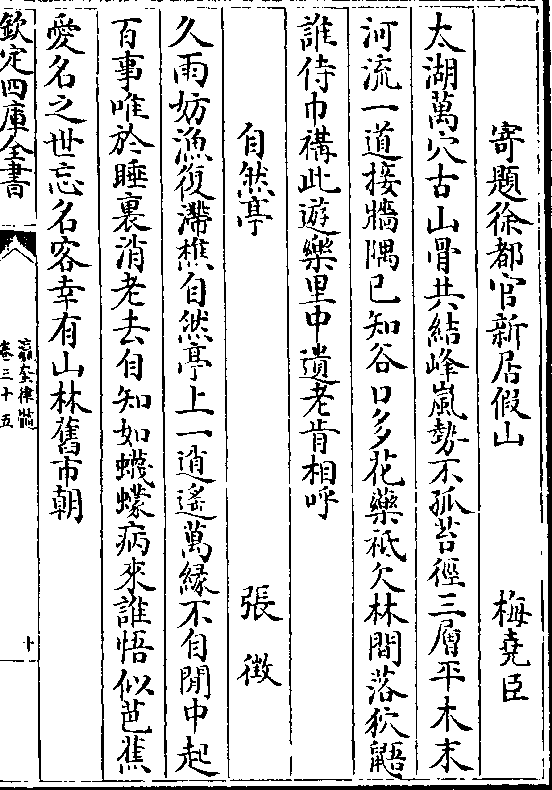 寄題徐都官新居假山　梅堯臣
太湖萬穴古山骨共結峰嵐勢不孤苔徑三層平木末
河流一道接牆隅已知谷口多花藥祗欠林間落狖鼯
誰侍巾褠此遊樂里中遺老肯相呼
自然亭　張徵
久雨妨漁復滯樵自然亭上一逍遙萬緣不自閒中起
百事唯於睡裏消老去自知如蠛蠓病來誰悟似芭蕉
愛名之世忘名客幸有山林舊市朝
欽定四庫全書
瀛奎律髓
卷三十五
十